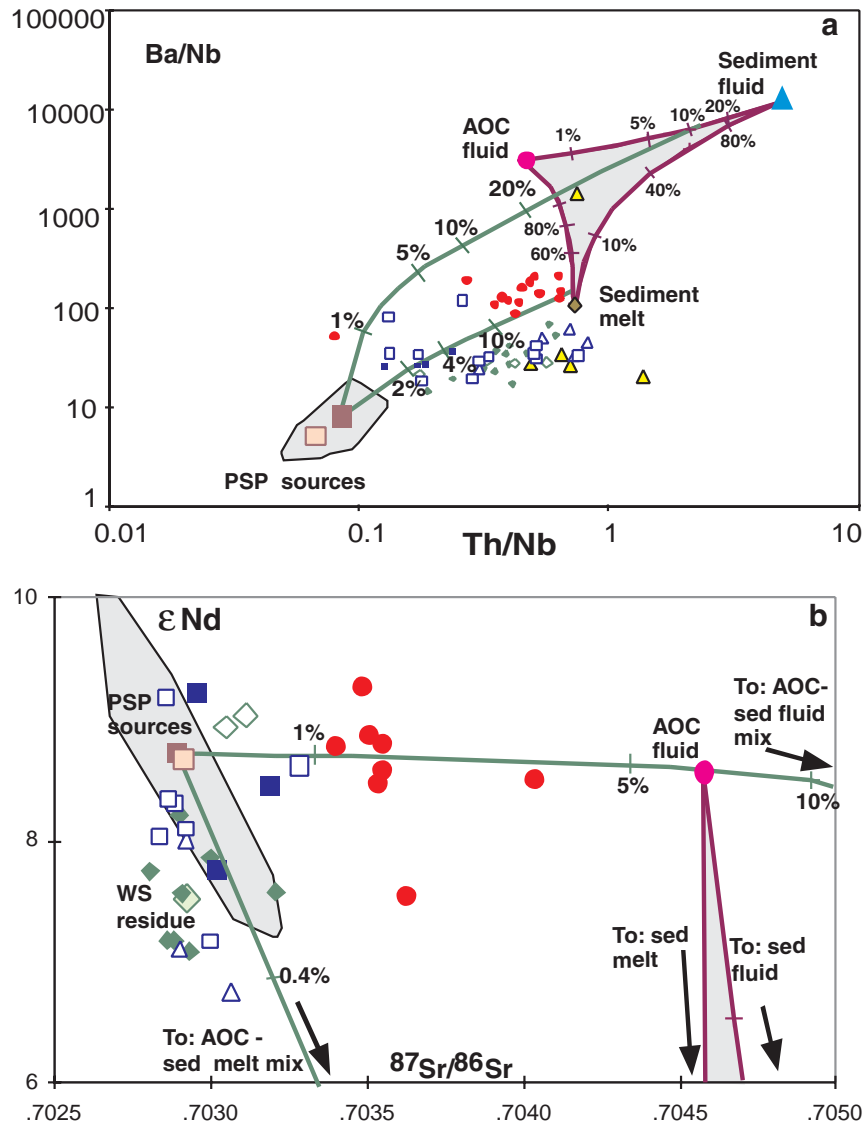 100000
a
Ba/Nb
Sediment
fluid
10000
AOC
fluid
1%
5%
10%
20%
80%
1000
20%
40%
10%
80%
10%
5%
60%
100
Sediment
melt
1%
10%
4%
2%
10
PSP sources
1
0.01
0.1
Th/Nb
1
10
10
εNd
b
PSP
sources
1%
AOC
fluid
To: AOC-
sed fluid
mix
5%
10%
8
WS
residue
To: sed
melt
To: sed
fluid
0.4%
To: AOC -
sed melt mix
87Sr/86Sr
6
.7025
.7030
.7035
.7040
.7045
.7050